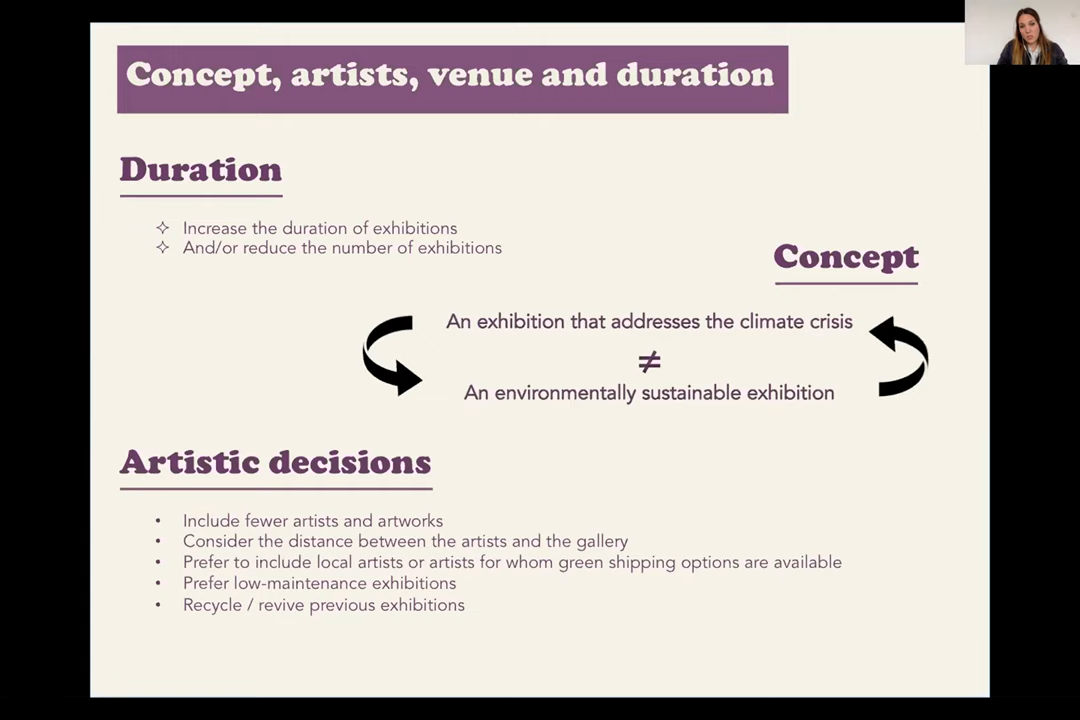 Concept, artists, venue and duration
Duration
✧ Increase the duration of exhibitions
✧ And/or reduce the number of exhibitions
Concept
An exhibition that addresses the climate crisis
≠
An environmentally sustainable exhibition
Artistic decisions
• Include fewer artists and artworks
• Consider the distance between the artists and the gallery
• Prefer to include local artists or artists for whom green shipping options are available
• Prefer low-maintenance exhibitions
• Recycle / revive previous exhibitions